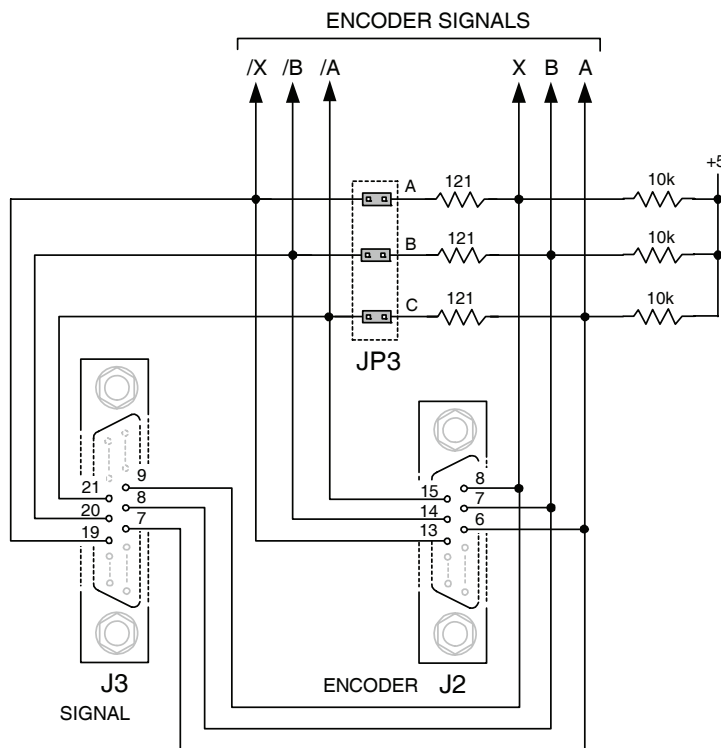 ENCODER SIGNALS
/X /B /A X B A
+5
A 121 10k
B 121 10k
C 121 10k
JP3
9
21 8
20 7
19
8
15 7
14 6
13
J3
SIGNAL
ENCODER J2